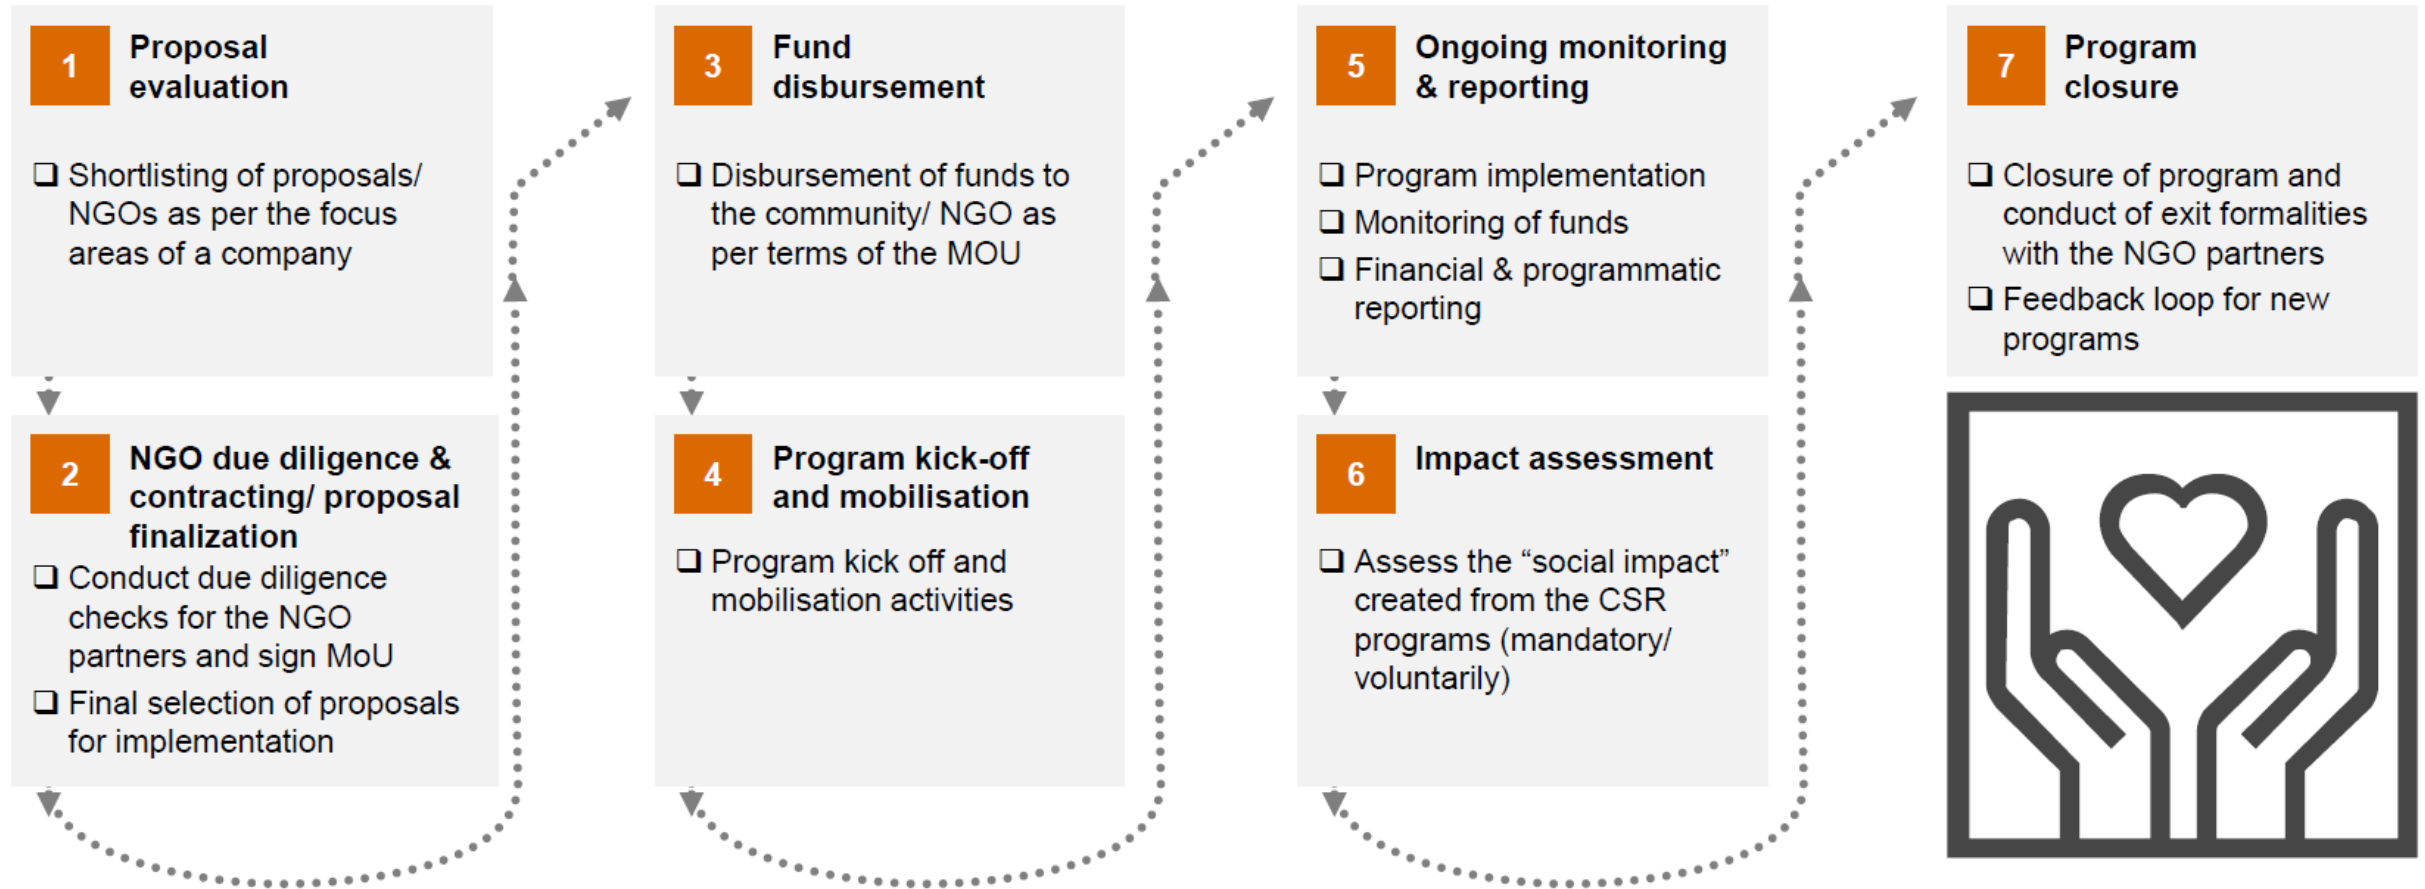 1
Proposal
evaluation
❑ Shortlisting of proposals/
NGOs as per the focus
areas of a company
2
NGO due diligence &
contracting/ proposal
finalization
❑ Conduct due diligence
checks for the NGO
partners and sign MoU
❑ Final selection of proposals
for implementation
3
Fund
disbursement
❑ Disbursement of funds to
the community/ NGO as
per terms of the MOU
4
Program kick-off
and mobilisation
❑ Program kick off and
mobilisation activities
5
Ongoing monitoring
& reporting
❑ Program implementation
❑ Monitoring of funds
❑ Financial & programmatic
reporting
6
Impact assessment
❑ Assess the “social impact”
created from the CSR
programs (mandatory/
voluntarily)
7
Program
closure
❑ Closure of program and
conduct of exit formalities
with the NGO partners
❑ Feedback loop for new
programs